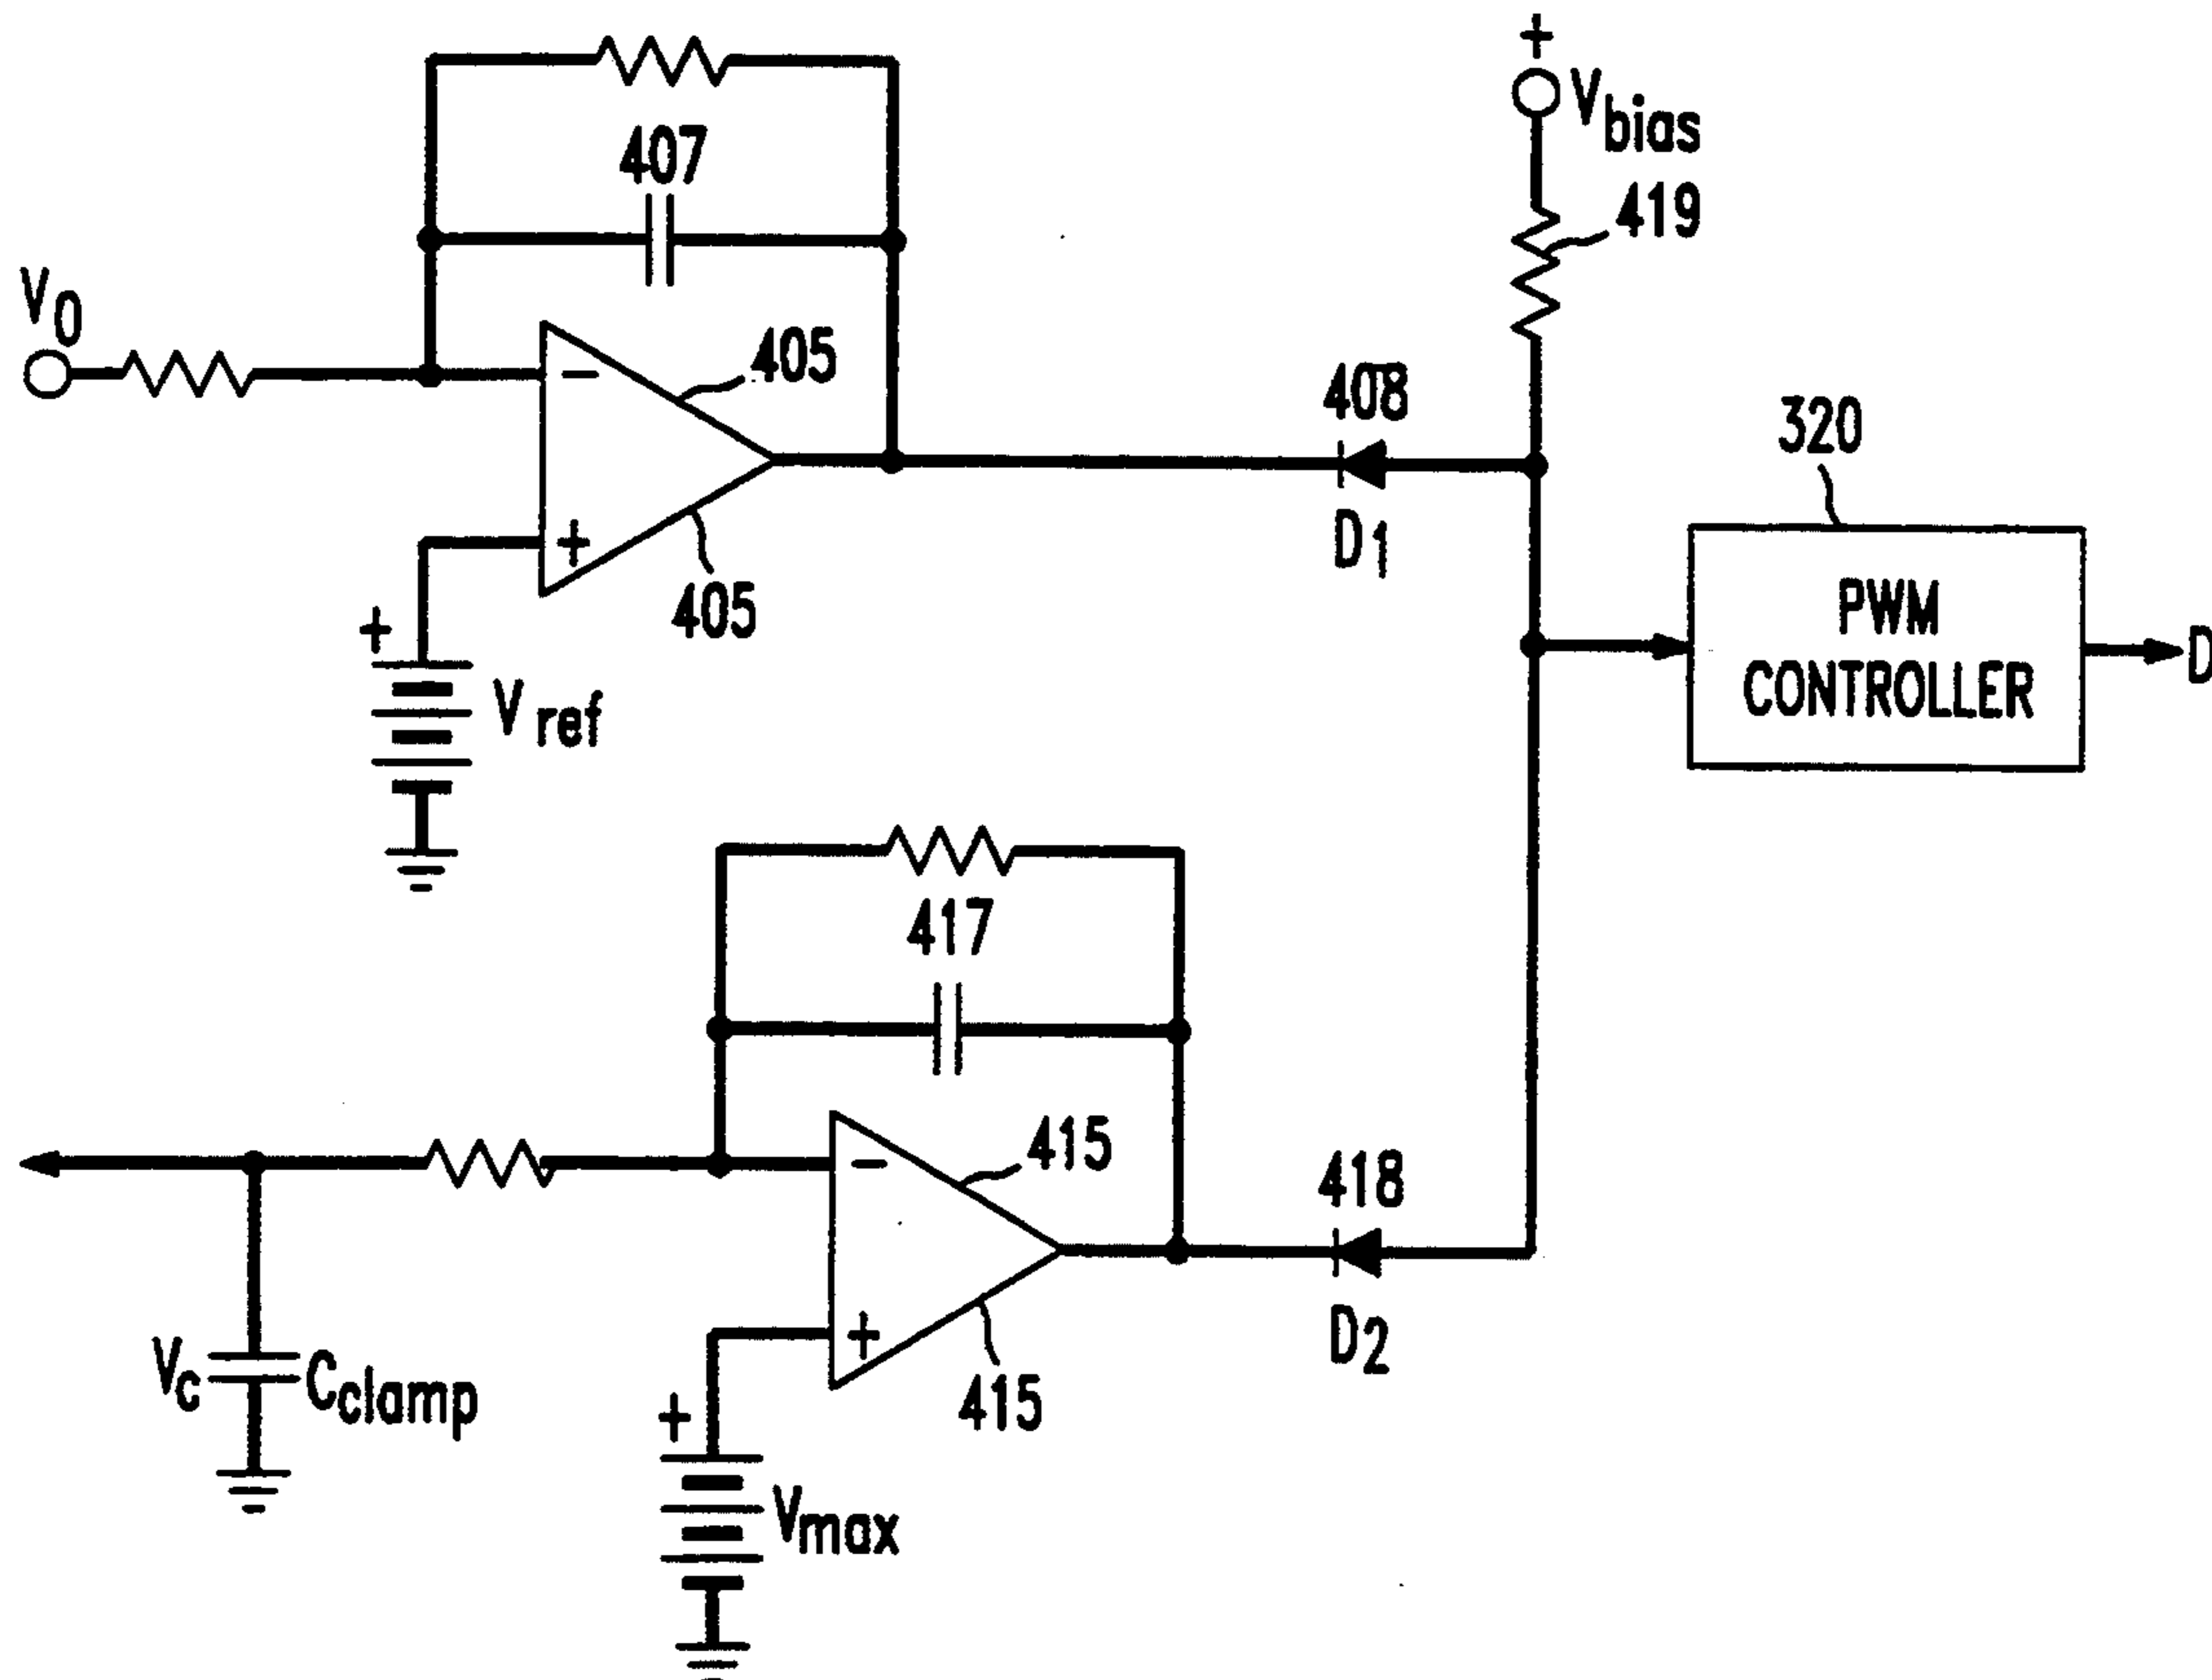 +
Vbias
407
419
VO
405
408
320
-
+
D1
405
PWM
CONTROLLER
D
+
Vref
417
415
418
-
+
D2
Vc
Cclamp
415
+
Vmax